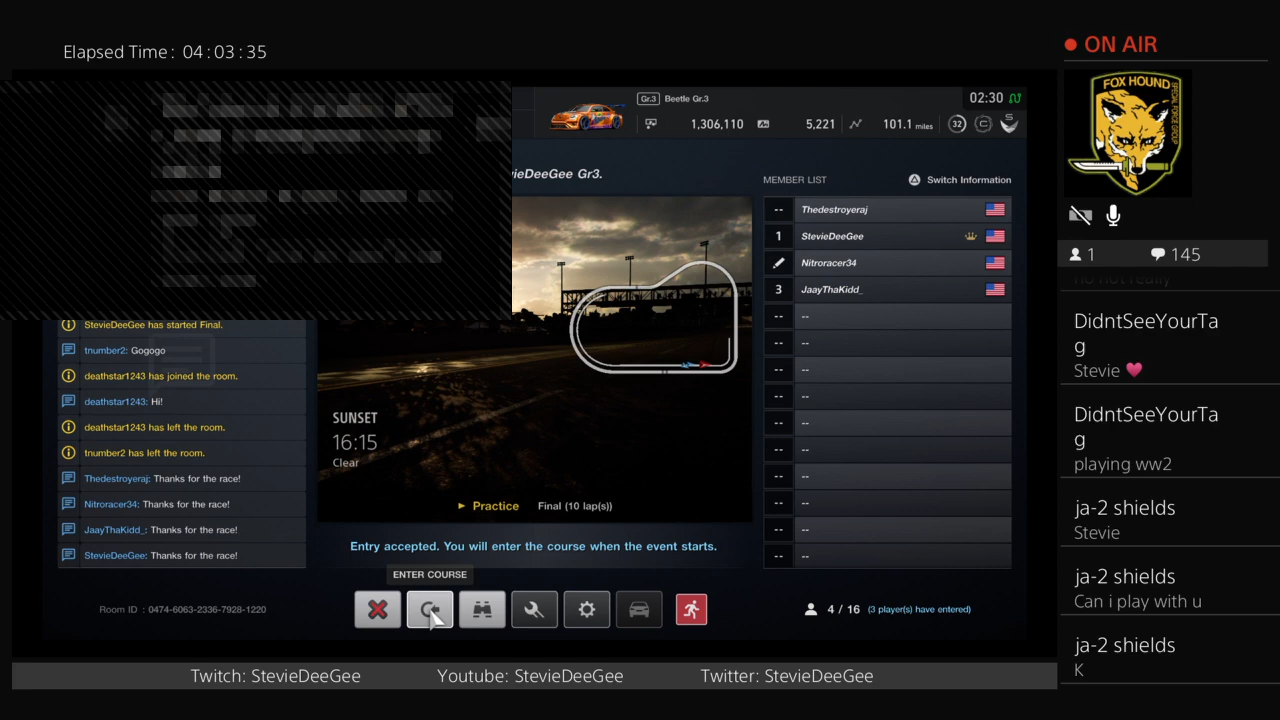 Elapsed Time : 04 : 03 : 35
ON AIR
FOX HOUND
SPECIAL FORCE GROUP
Gr.3 Beetle Gr.3
02:30
1,306,110 5,221 101.1 miles 32 C S
ieDeeGee Gr3.
MEMBER LIST Switch Information
-- Thedestroyeraj
1 StevieDeeGee
Nitroracer34
3 JaayThaKidd_
-- --
-- --
-- --
-- --
-- --
-- --
-- --
-- --
-- --
-- --
StevieDeeGee has started Final.
tnumber2: Gogogo
deathstar1243 has joined the room.
deathstar1243: Hi!
deathstar1243 has left the room.
tnumber2 has left the room.
Thedestroyeraj: Thanks for the race!
Nitroracer34: Thanks for the race!
JaayThaKidd_: Thanks for the race!
StevieDeeGee: Thanks for the race!
SUNSET
16:15
Clear
Practice Final (10 lap(s))
Entry accepted. You will enter the course when the event starts.
ENTER COURSE
Room ID : 0474-6063-2336-7928-1220
4 / 16 (3 player(s) have entered)
1 145
no not really
DidntSeeYourTa
g
Stevie ♥
DidntSeeYourTa
g
playing ww2
ja-2 shields
Stevie
ja-2 shields
Can i play with u
ja-2 shields
K
Twitch: StevieDeeGee Youtube: StevieDeeGee Twitter: StevieDeeGee